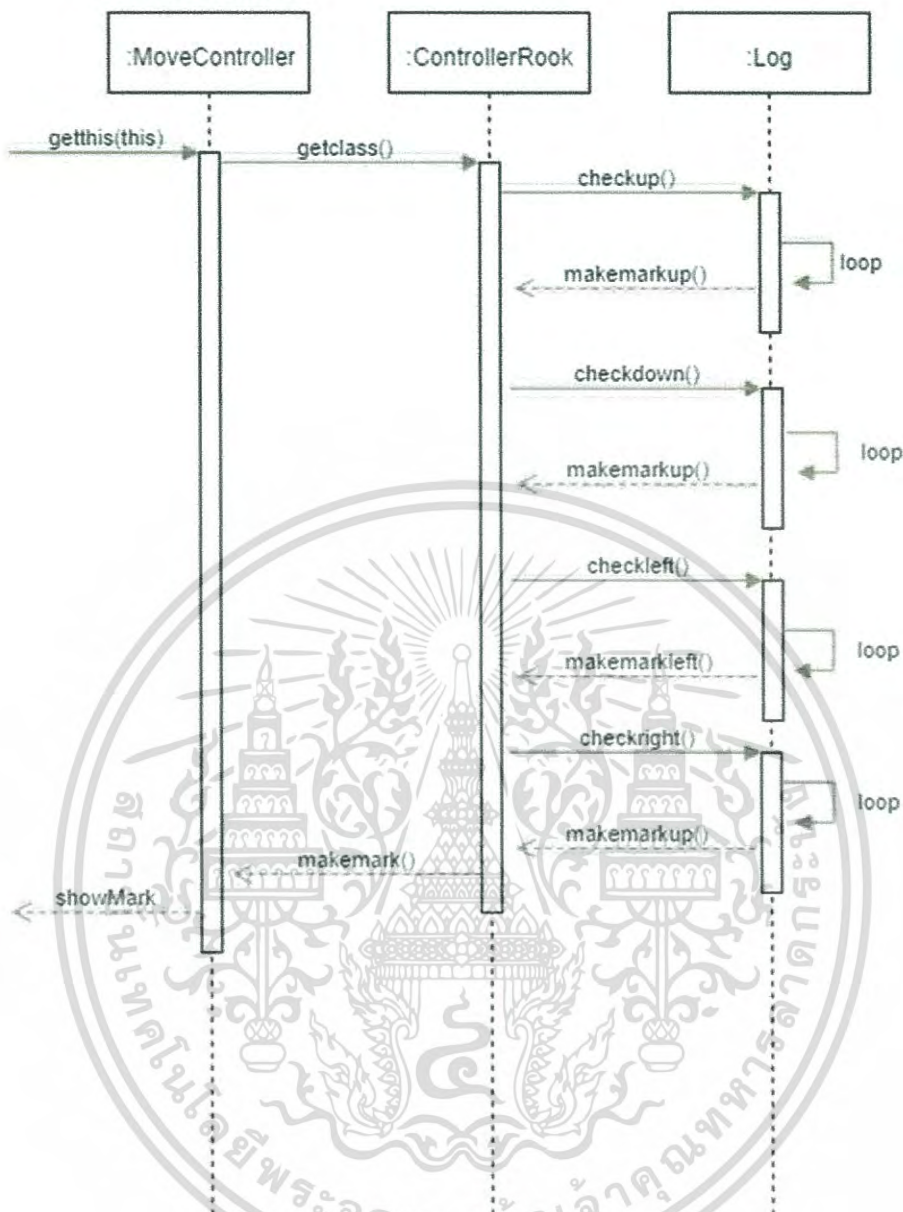 :MoveController
:ControllerRook
:Log
getthis(this)
getclass()
checkup()
loop
makemarkup()
checkdown()
loop
makemarkup()
checkleft()
loop
makemarkleft()
checkright()
loop
makemarkup()
makemark()
showMark